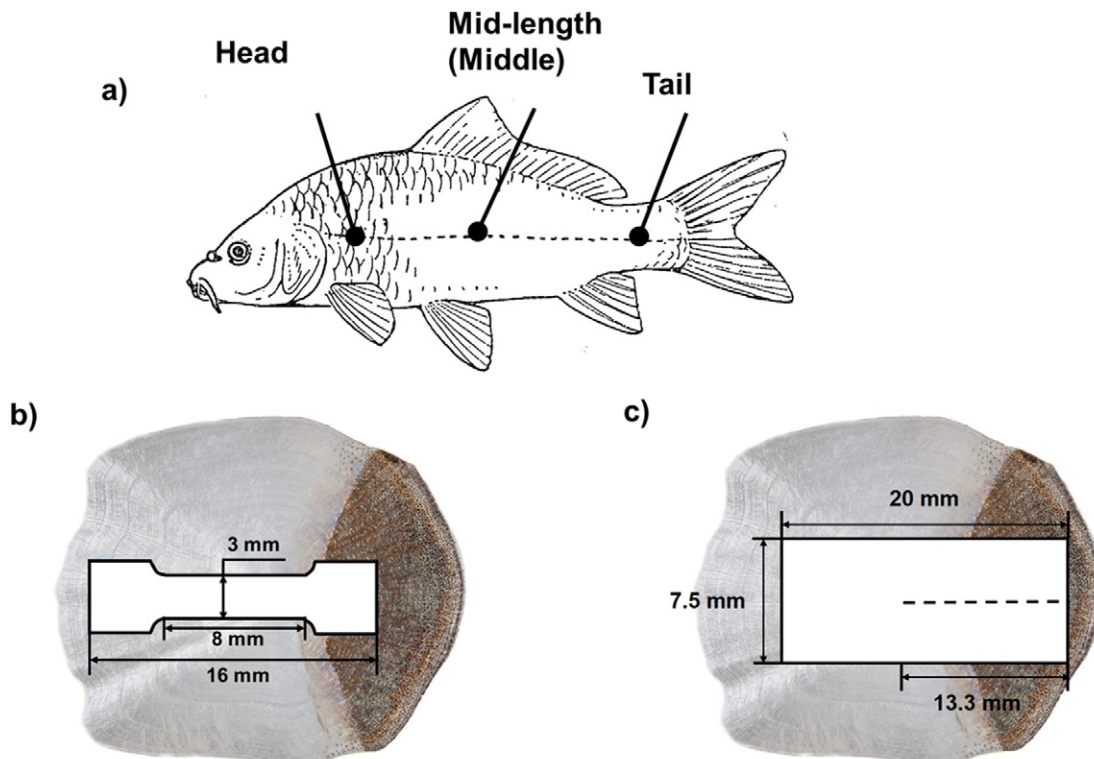 Head
Mid-length
(Middle)
Tail
a)
b)
3 mm
8 mm
16 mm
c)
20 mm
7.5 mm
13.3 mm